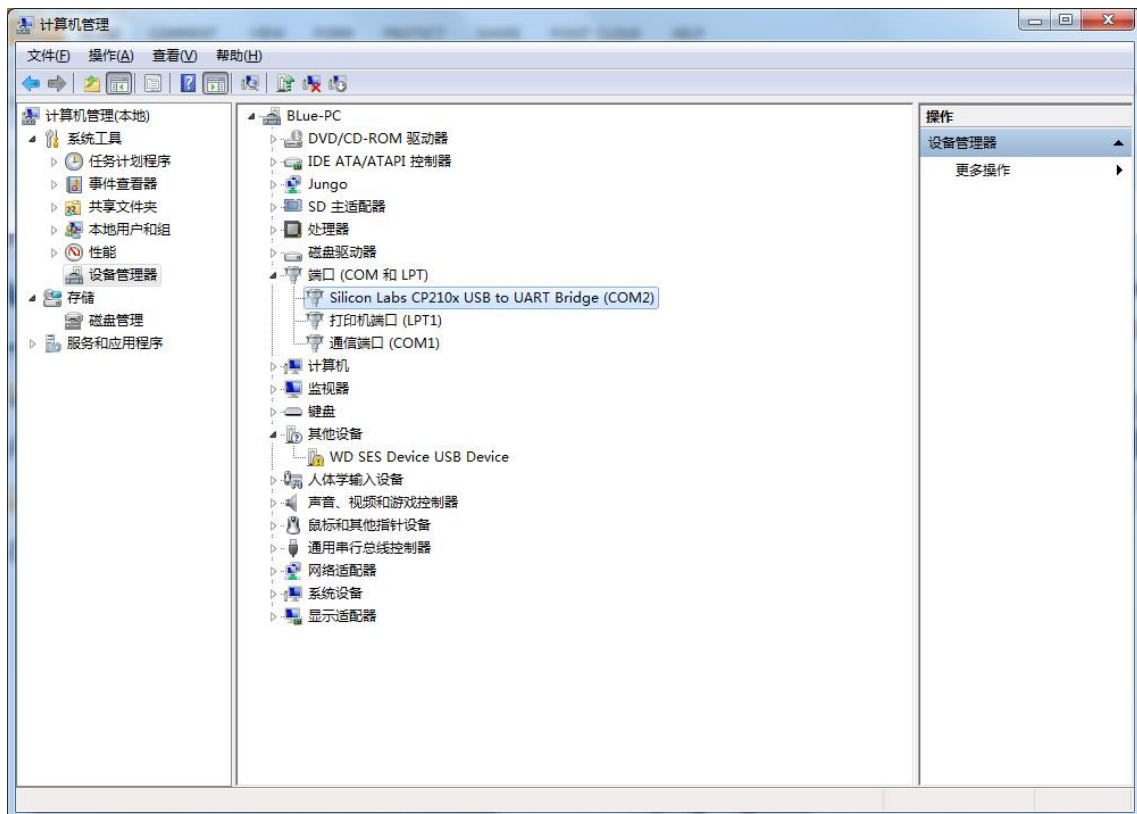 计算机管理
文件(F) 操作(A) 查看(V) 帮助(H)
计算机管理(本地)
系统工具
任务计划程序
事件查看器
共享文件夹
本地用户和组
性能
设备管理器
存储
磁盘管理
服务和应用程序
BLue-PC
DVD/CD-ROM 驱动器
IDE ATA/ATAPI 控制器
Jungo
SD 主适配器
处理器
磁盘驱动器
端口 (COM 和 LPT)
Silicon Labs CP210x USB to UART Bridge (COM2)
打印机端口 (LPT1)
通信端口 (COM1)
计算机
监视器
键盘
其他设备
WD SES Device USB Device
人体学输入设备
声音、视频和游戏控制器
鼠标和其他指针设备
通用串行总线控制器
网络适配器
系统设备
显示适配器
操作
设备管理器
更多操作